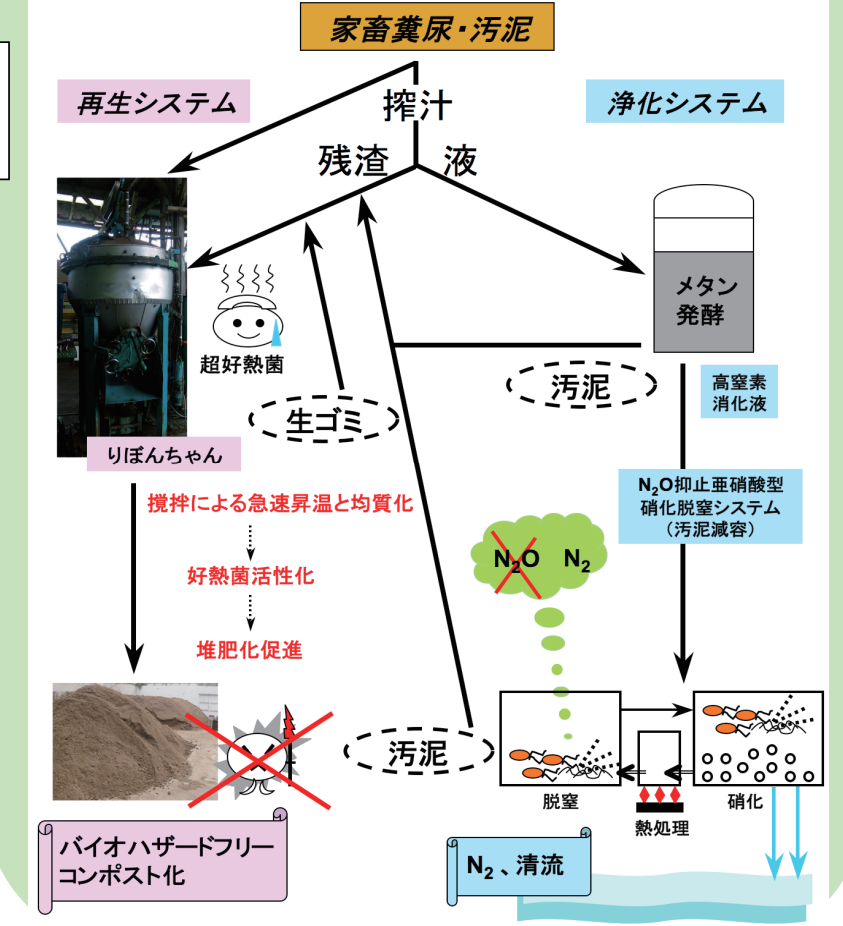 家畜糞尿・汚泥
再生システム
浄化システム
搾汁
残渣
液
メタン
発酵
超好熱菌
汚泥
高窒素
消化液
生ゴミ
りぼんちゃん
N₂O抑止亜硝酸型
硝化脱窒システム
（汚泥減容）
撹拌による急速昇温と均質化
好熱菌活性化
堆肥化促進
N₂O N₂
汚泥
脱窒
硝化
熱処理
バイオハザードフリー
コンポスト化
N₂、清流